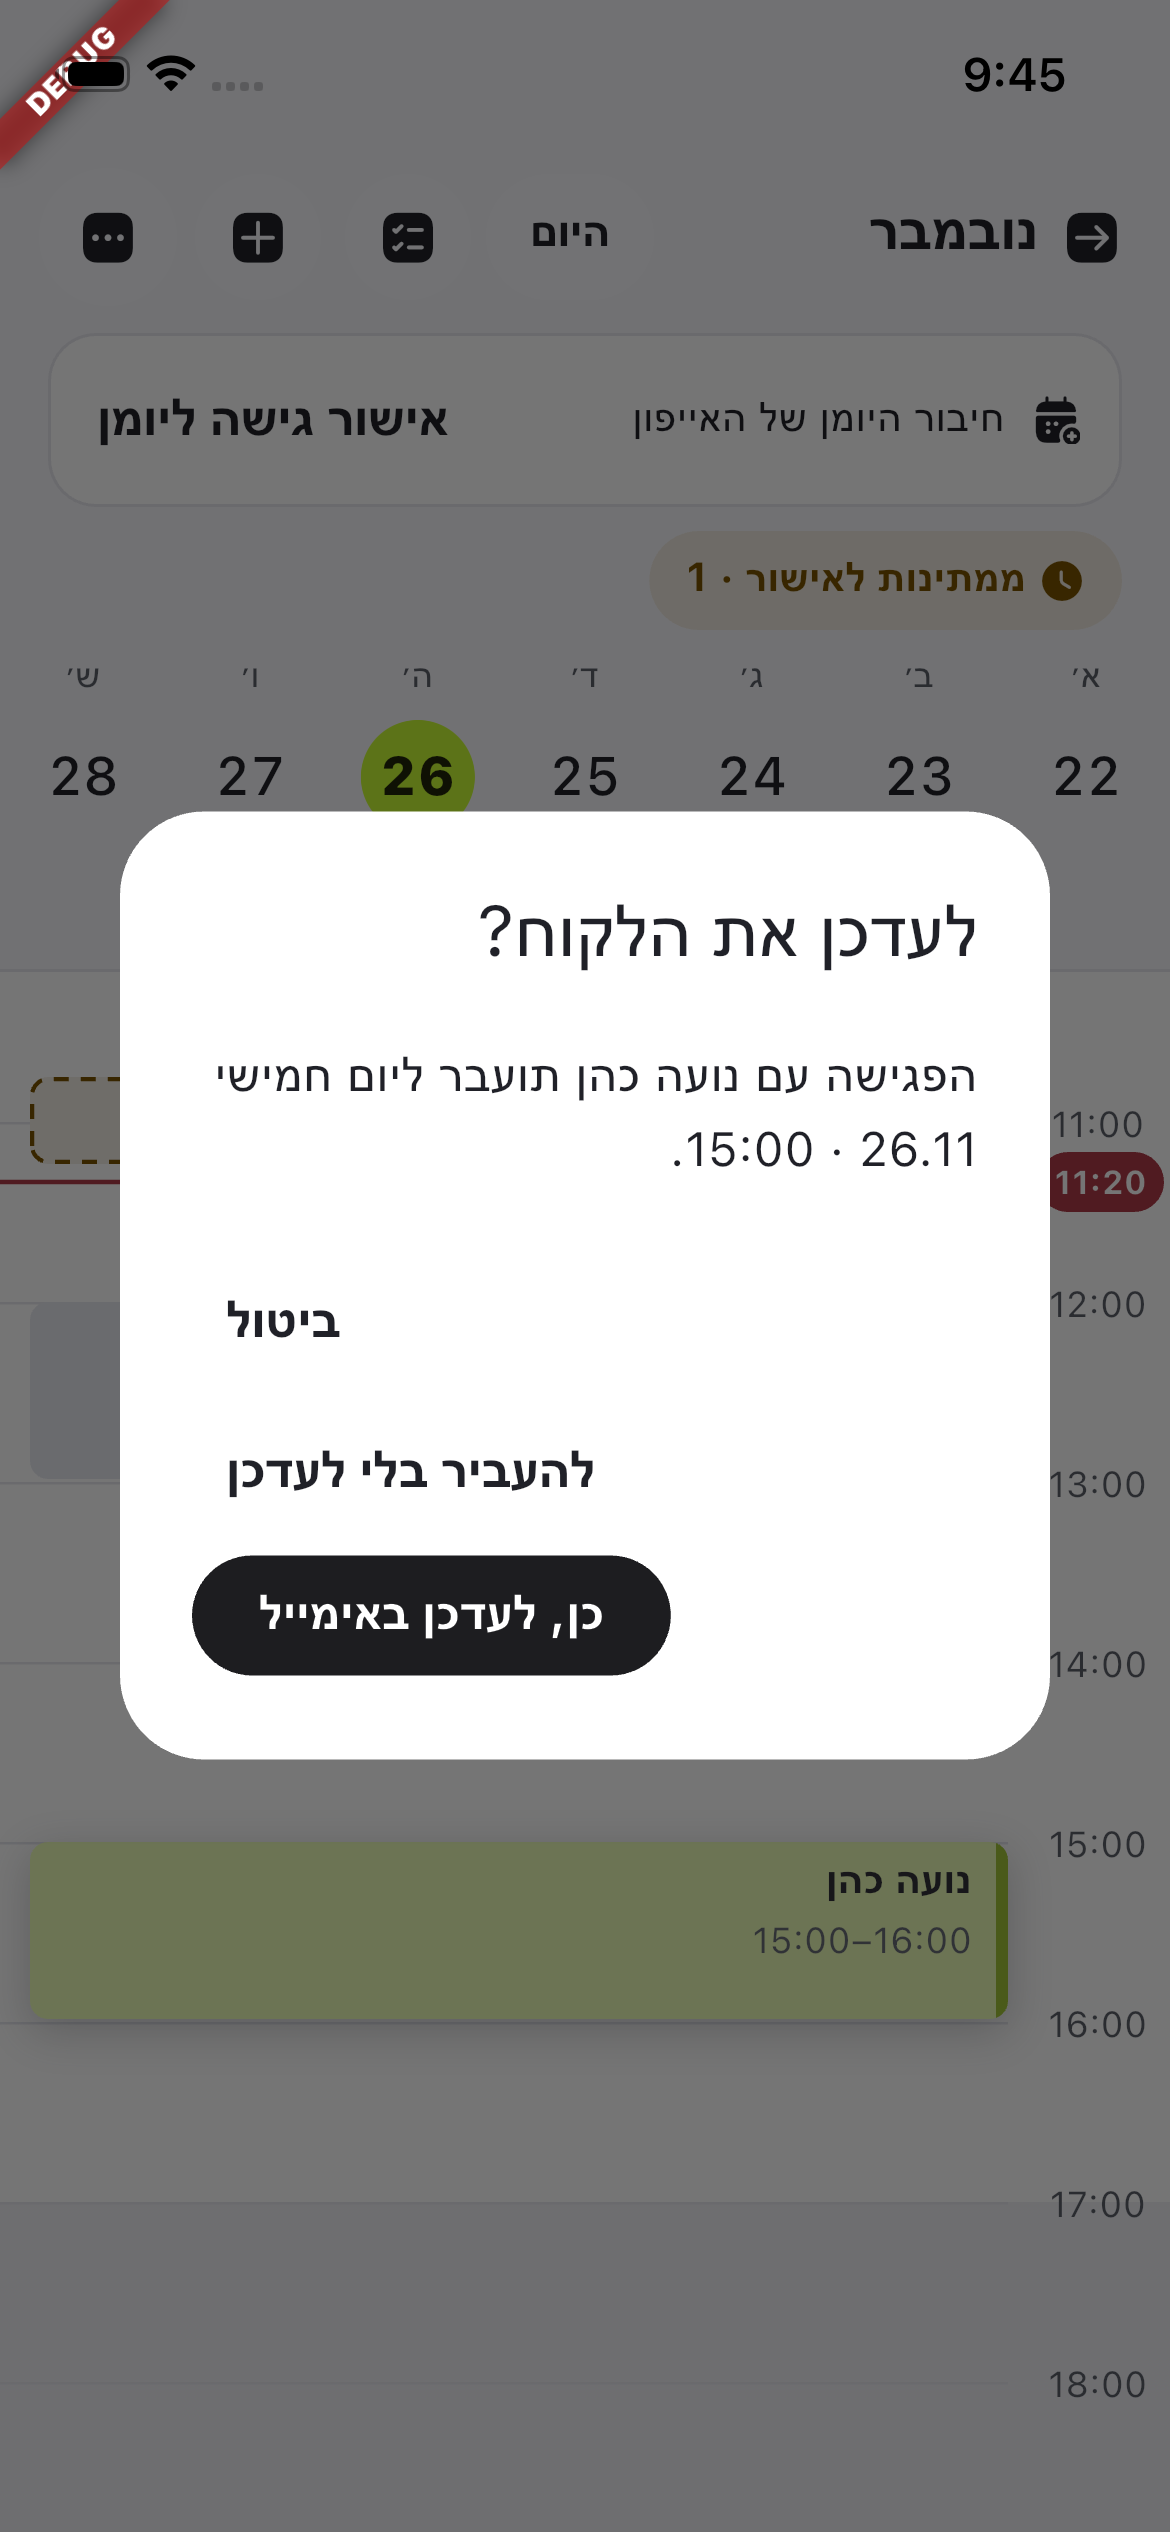 DEBUG
9:45
נובמבר
היום
חיבור היומן של האייפון
אישור גישה ליומן
ממתינות לאישור · 1
א׳ ב׳ ג׳ ד׳ ה׳ ו׳ ש׳
22 23 24 25 26 27 28
לעדכן את הלקוח?
הפגישה עם נועה כהן תועבר ליום חמישי
26.11 · 15:00.
ביטול
להעביר בלי לעדכן
כן, לעדכן באימייל
11:00
11:20
12:00
13:00
14:00
15:00
נועה כהן
15:00–16:00
16:00
17:00
18:00